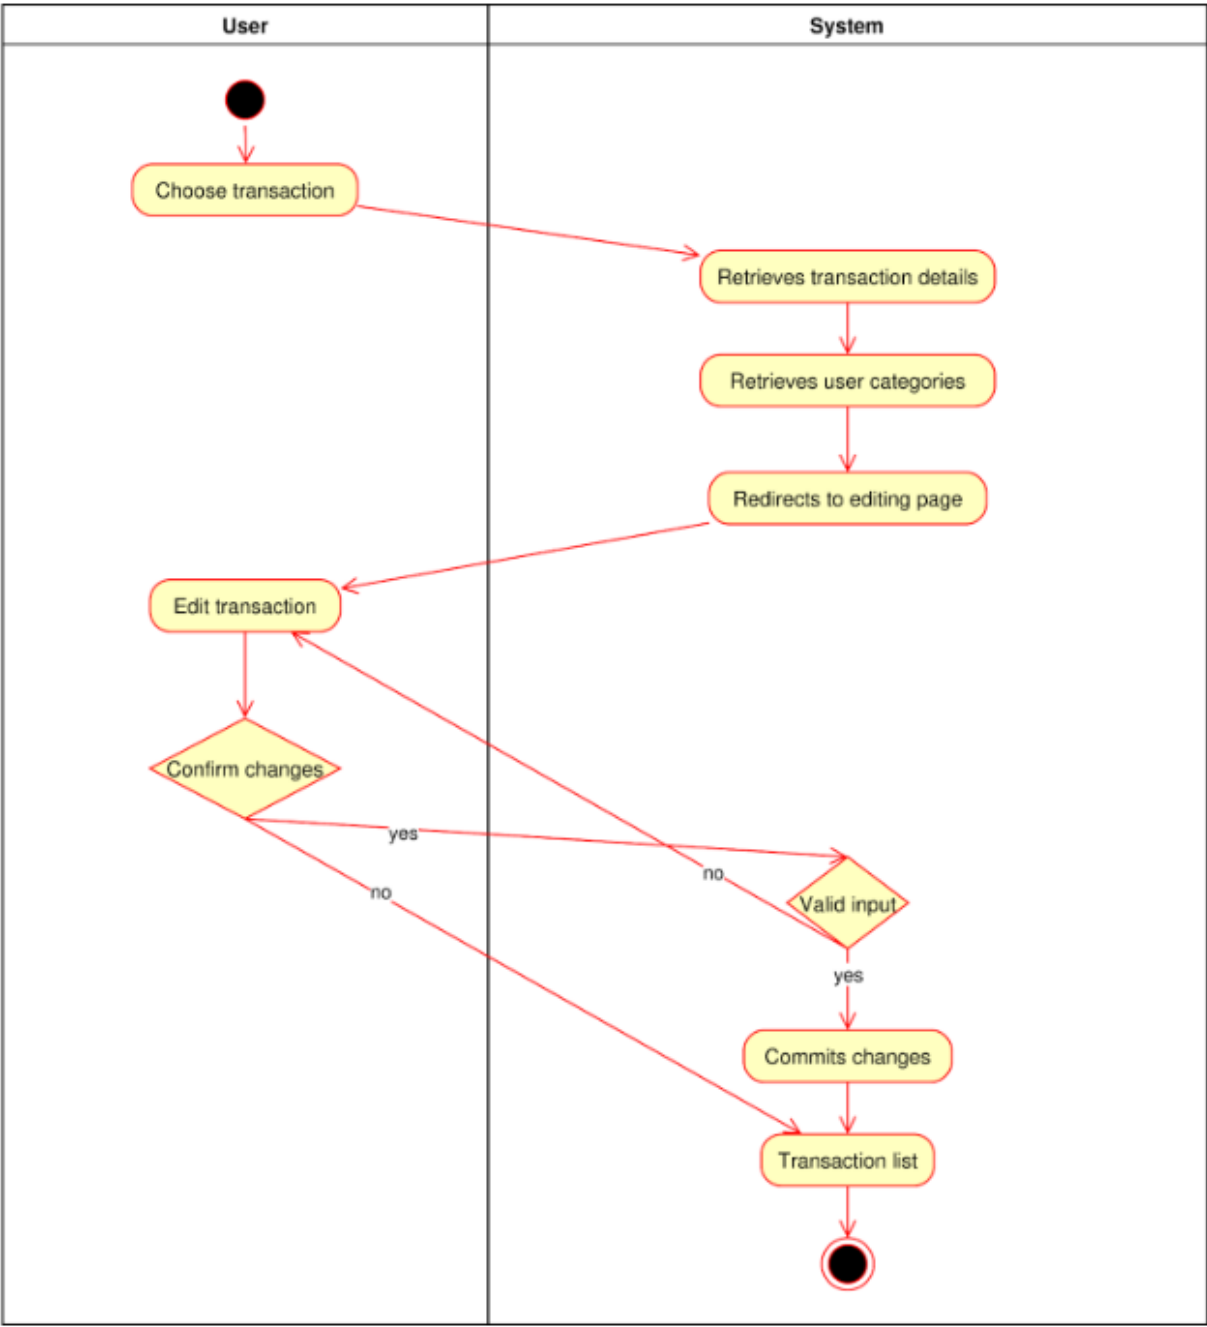 User
System
Choose transaction
Retrieves transaction details
Retrieves user categories
Redirects to editing page
Edit transaction
Confirm changes
yes
no
no
Valid input
yes
Commits changes
Transaction list